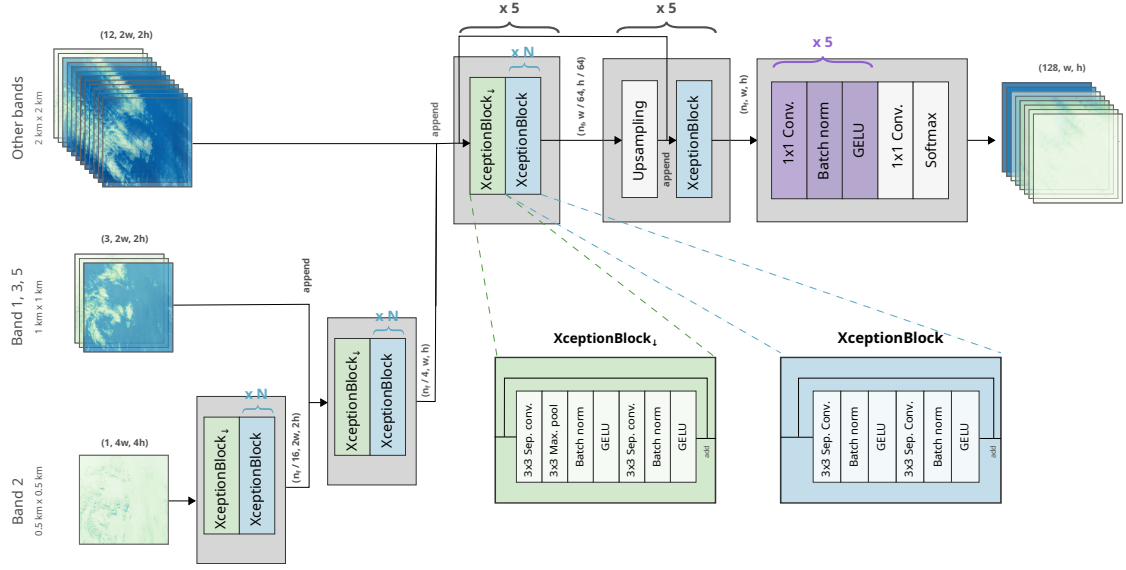 x 5
x 5
(12, 2w, 2h)
x N
x 5
Other bands
2 km x 2 km
append
XceptionBlock↓
XceptionBlock
(nf, w / 64, h / 64)
Upsampling
append
XceptionBlock
(nf, w, h)
1x1 Conv.
Batch norm
GELU
1x1 Conv.
Softmax
(128, w, h)
(3, 2w, 2h)
Band 1, 3, 5
1 km x 1 km
append
x N
XceptionBlock↓
XceptionBlock
(nf / 4, w, h)
x N
(1, 4w, 4h)
Band 2
0.5 km x 0.5 km
XceptionBlock↓
XceptionBlock
(nf / 16, 2w, 2h)
XceptionBlock↓
3x3 Sep. conv.
3x3 Max. pool
Batch norm
GELU
3x3 Sep. conv.
Batch norm
GELU
add
XceptionBlock
3x3 Sep. Conv.
Batch norm
GELU
3x3 Sep. Conv.
Batch norm
GELU
add